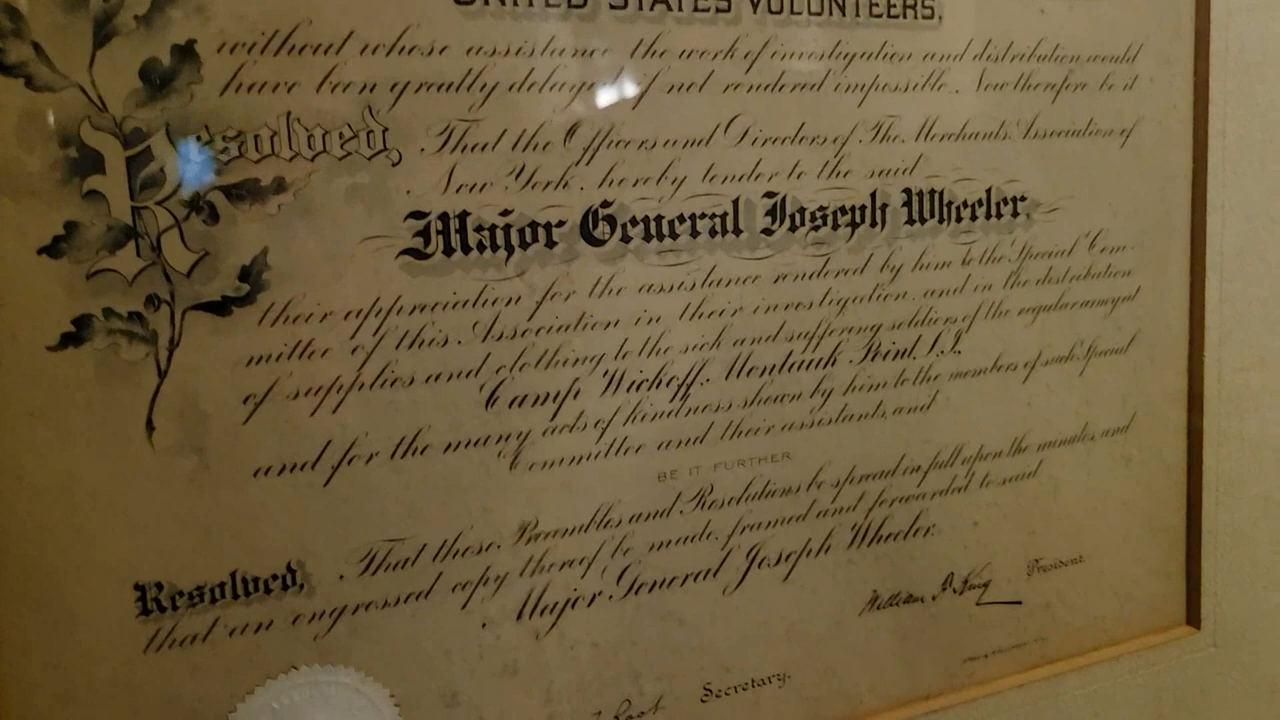 UNITED STATES VOLUNTEERS,
without whose assistance the work of investigation and distribution would
have been greatly delayed if not rendered impossible. Now therefore be it
Resolved, That the Officers and Directors of The Merchants Association of
New York, hereby tender to the said
Major General Joseph Wheeler,
their appreciation for the assistance rendered by him to the Special Com-
mittee of this Association in their investigation, and in the distribution
of supplies and clothing to the sick and suffering soldiers of the regular army at
Camp Wickoff, Montauk Point, L.I.
and for the many acts of kindness shown by him to the members of such Special
Committee and their assistants, and
BE IT FURTHER
Resolved, That these Preambles and Resolutions be spread in full upon the minutes, and
that an engrossed copy thereof be made, framed and forwarded to said
Major General Joseph Wheeler.
William F. King President.
Secretary.